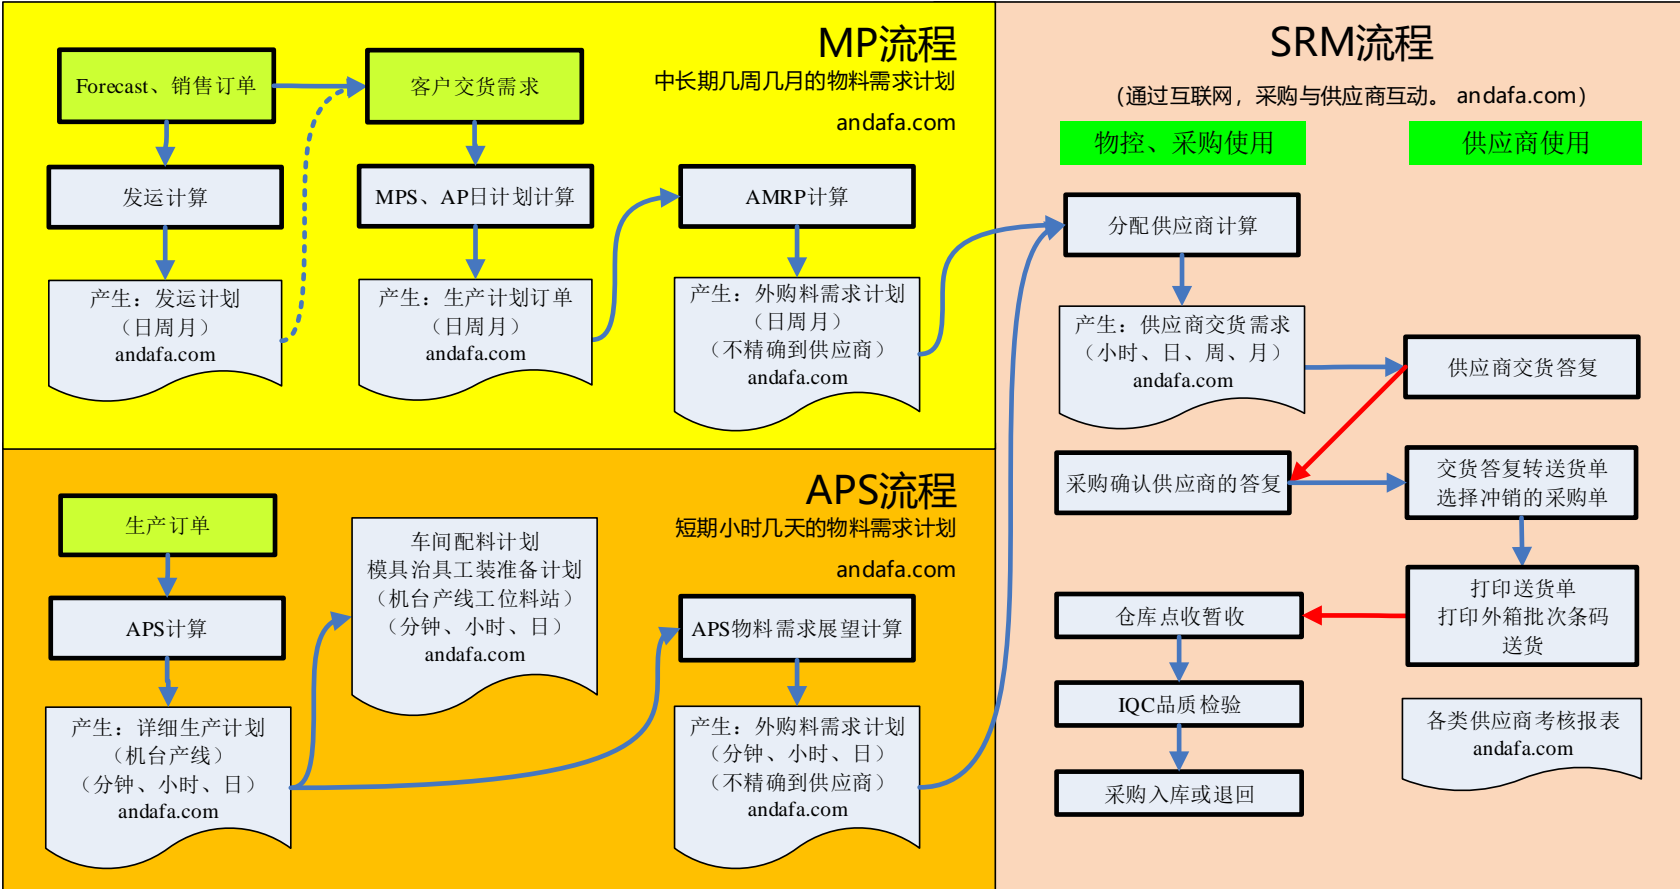 MP流程
中长期几周几月的物料需求计划
andafa.com
Forecast、销售订单
客户交货需求
发运计算
MPS、AP日计划计算
AMRP计算
产生：发运计划
（日周月）
andafa.com
产生：生产计划订单
（日周月）
andafa.com
产生：外购料需求计划
（日周月）
（不精确到供应商）
andafa.com
APS流程
短期小时几天的物料需求计划
andafa.com
生产订单
APS计算
产生：详细生产计划
（机台产线）
（分钟、小时、日）
andafa.com
车间配料计划
模具治具工装准备计划
（机台产线工位料站）
（分钟、小时、日）
andafa.com
APS物料需求展望计算
产生：外购料需求计划
（分钟、小时、日）
（不精确到供应商）
andafa.com
SRM流程
（通过互联网，采购与供应商互动。 andafa.com）
物控、采购使用
供应商使用
分配供应商计算
产生：供应商交货需求
（小时、日、周、月）
andafa.com
供应商交货答复
采购确认供应商的答复
交货答复转送货单
选择冲销的采购单
打印送货单
打印外箱批次条码
送货
仓库点收暂收
IQC品质检验
采购入库或退回
各类供应商考核报表
andafa.com